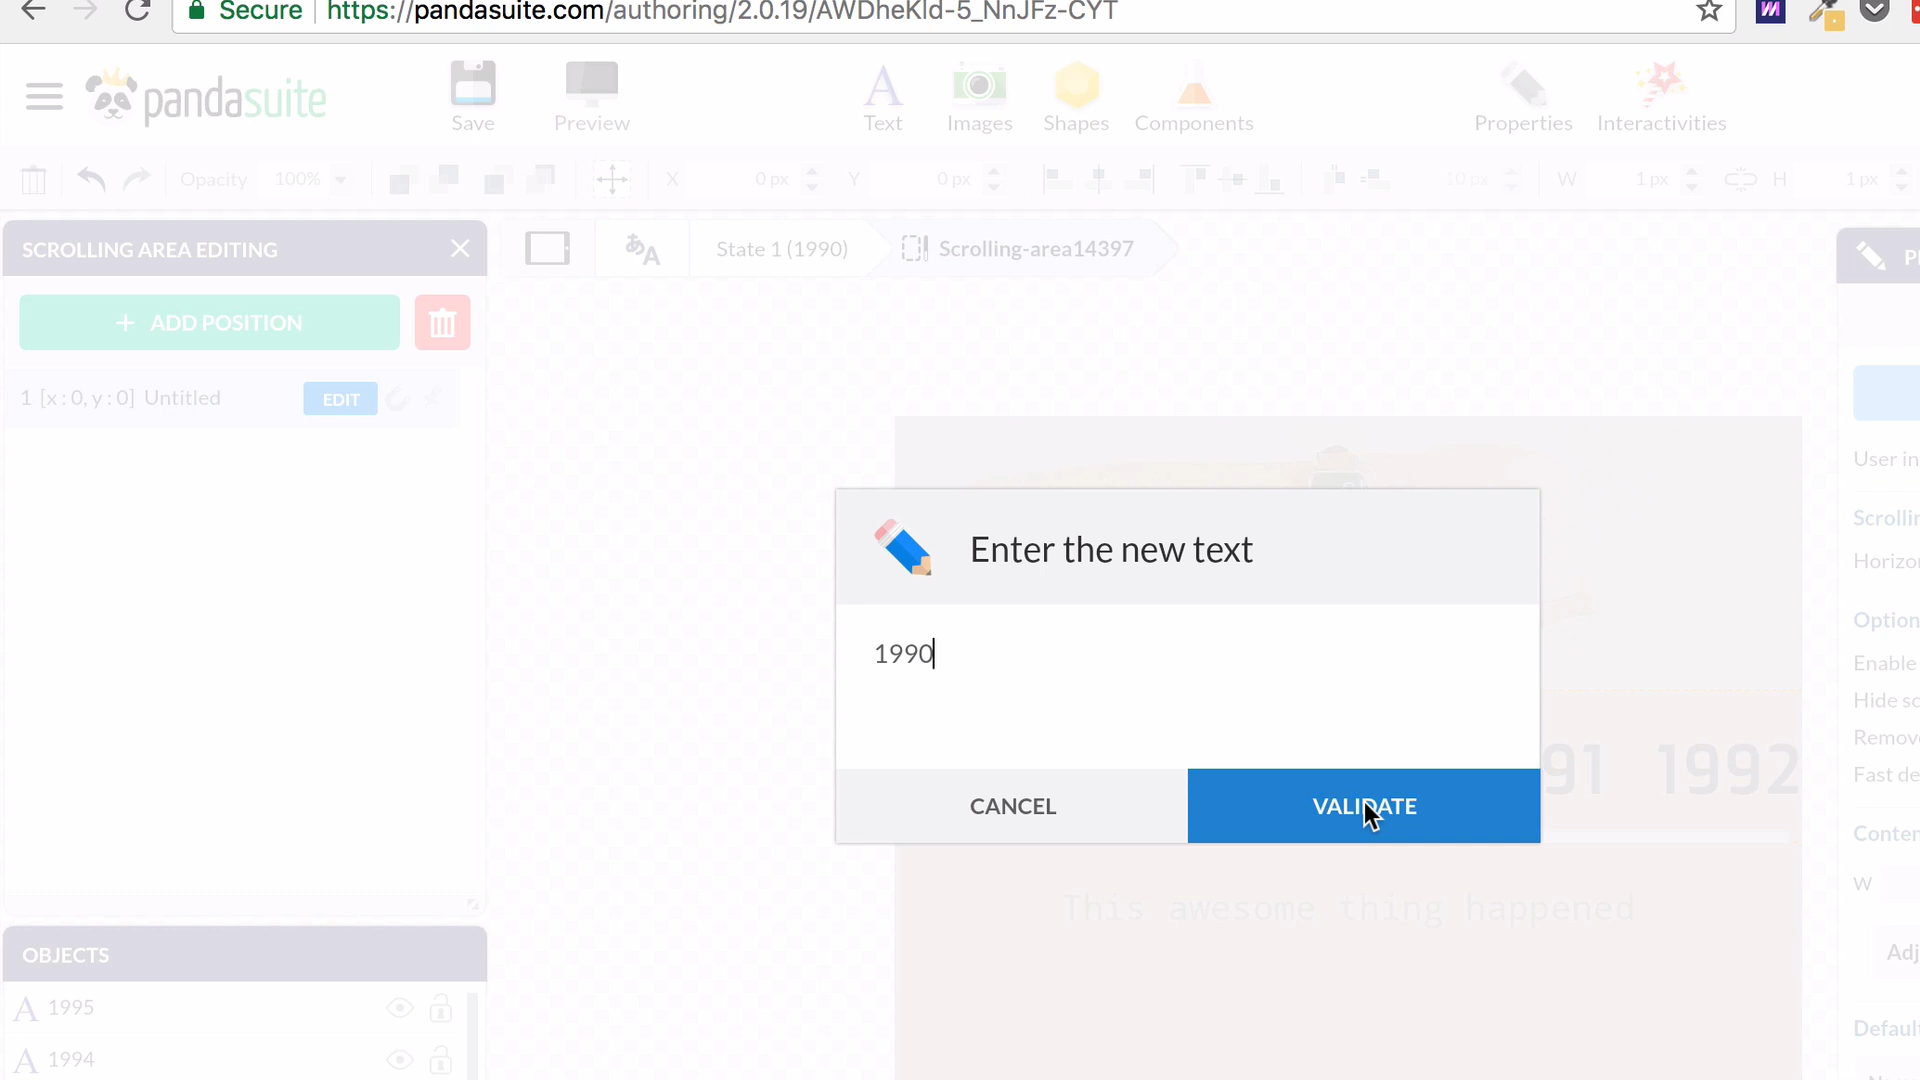 Secure https://pandasuite.com/authoring/2.0.19/AWDheKId-5_NnJFz-CYT
pandasuite
Save
Preview
Text
Images
Shapes
Components
Properties
Interactivities
Opacity 100% X 0 px Y 0 px 10 px W 1 px H 1 px
SCROLLING AREA EDITING
State 1 (1990)
Scrolling-area14397
+ ADD POSITION
1 [x : 0, y : 0] Untitled EDIT
User in
Scrollin
Horizo
Option
Enable
Hide sc
Remov
Fast de
Conten
W
Adj
Defaul
Enter the new text
1990
CANCEL
VALIDATE
91 1992
This awesome thing happened
OBJECTS
A 1995
A 1994